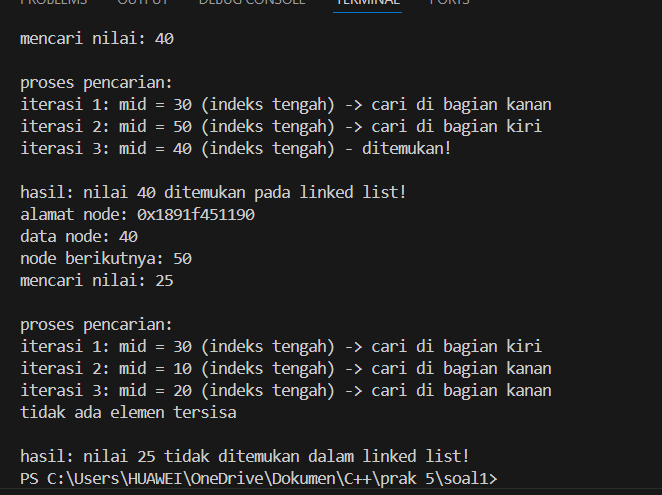 PROBLEMS OUTPUT DEBUG CONSOLE TERMINAL PORTS
mencari nilai: 40
proses pencarian:
iterasi 1: mid = 30 (indeks tengah) -> cari di bagian kanan
iterasi 2: mid = 50 (indeks tengah) -> cari di bagian kiri
iterasi 3: mid = 40 (indeks tengah) - ditemukan!
hasil: nilai 40 ditemukan pada linked list!
alamat node: 0x1891f451190
data node: 40
node berikutnya: 50
mencari nilai: 25
proses pencarian:
iterasi 1: mid = 30 (indeks tengah) -> cari di bagian kiri
iterasi 2: mid = 10 (indeks tengah) -> cari di bagian kanan
iterasi 3: mid = 20 (indeks tengah) -> cari di bagian kanan
tidak ada elemen tersisa
hasil: nilai 25 tidak ditemukan dalam linked list!
PS C:\Users\HUAWEI\OneDrive\Dokumen\C++\prak 5\soal1>